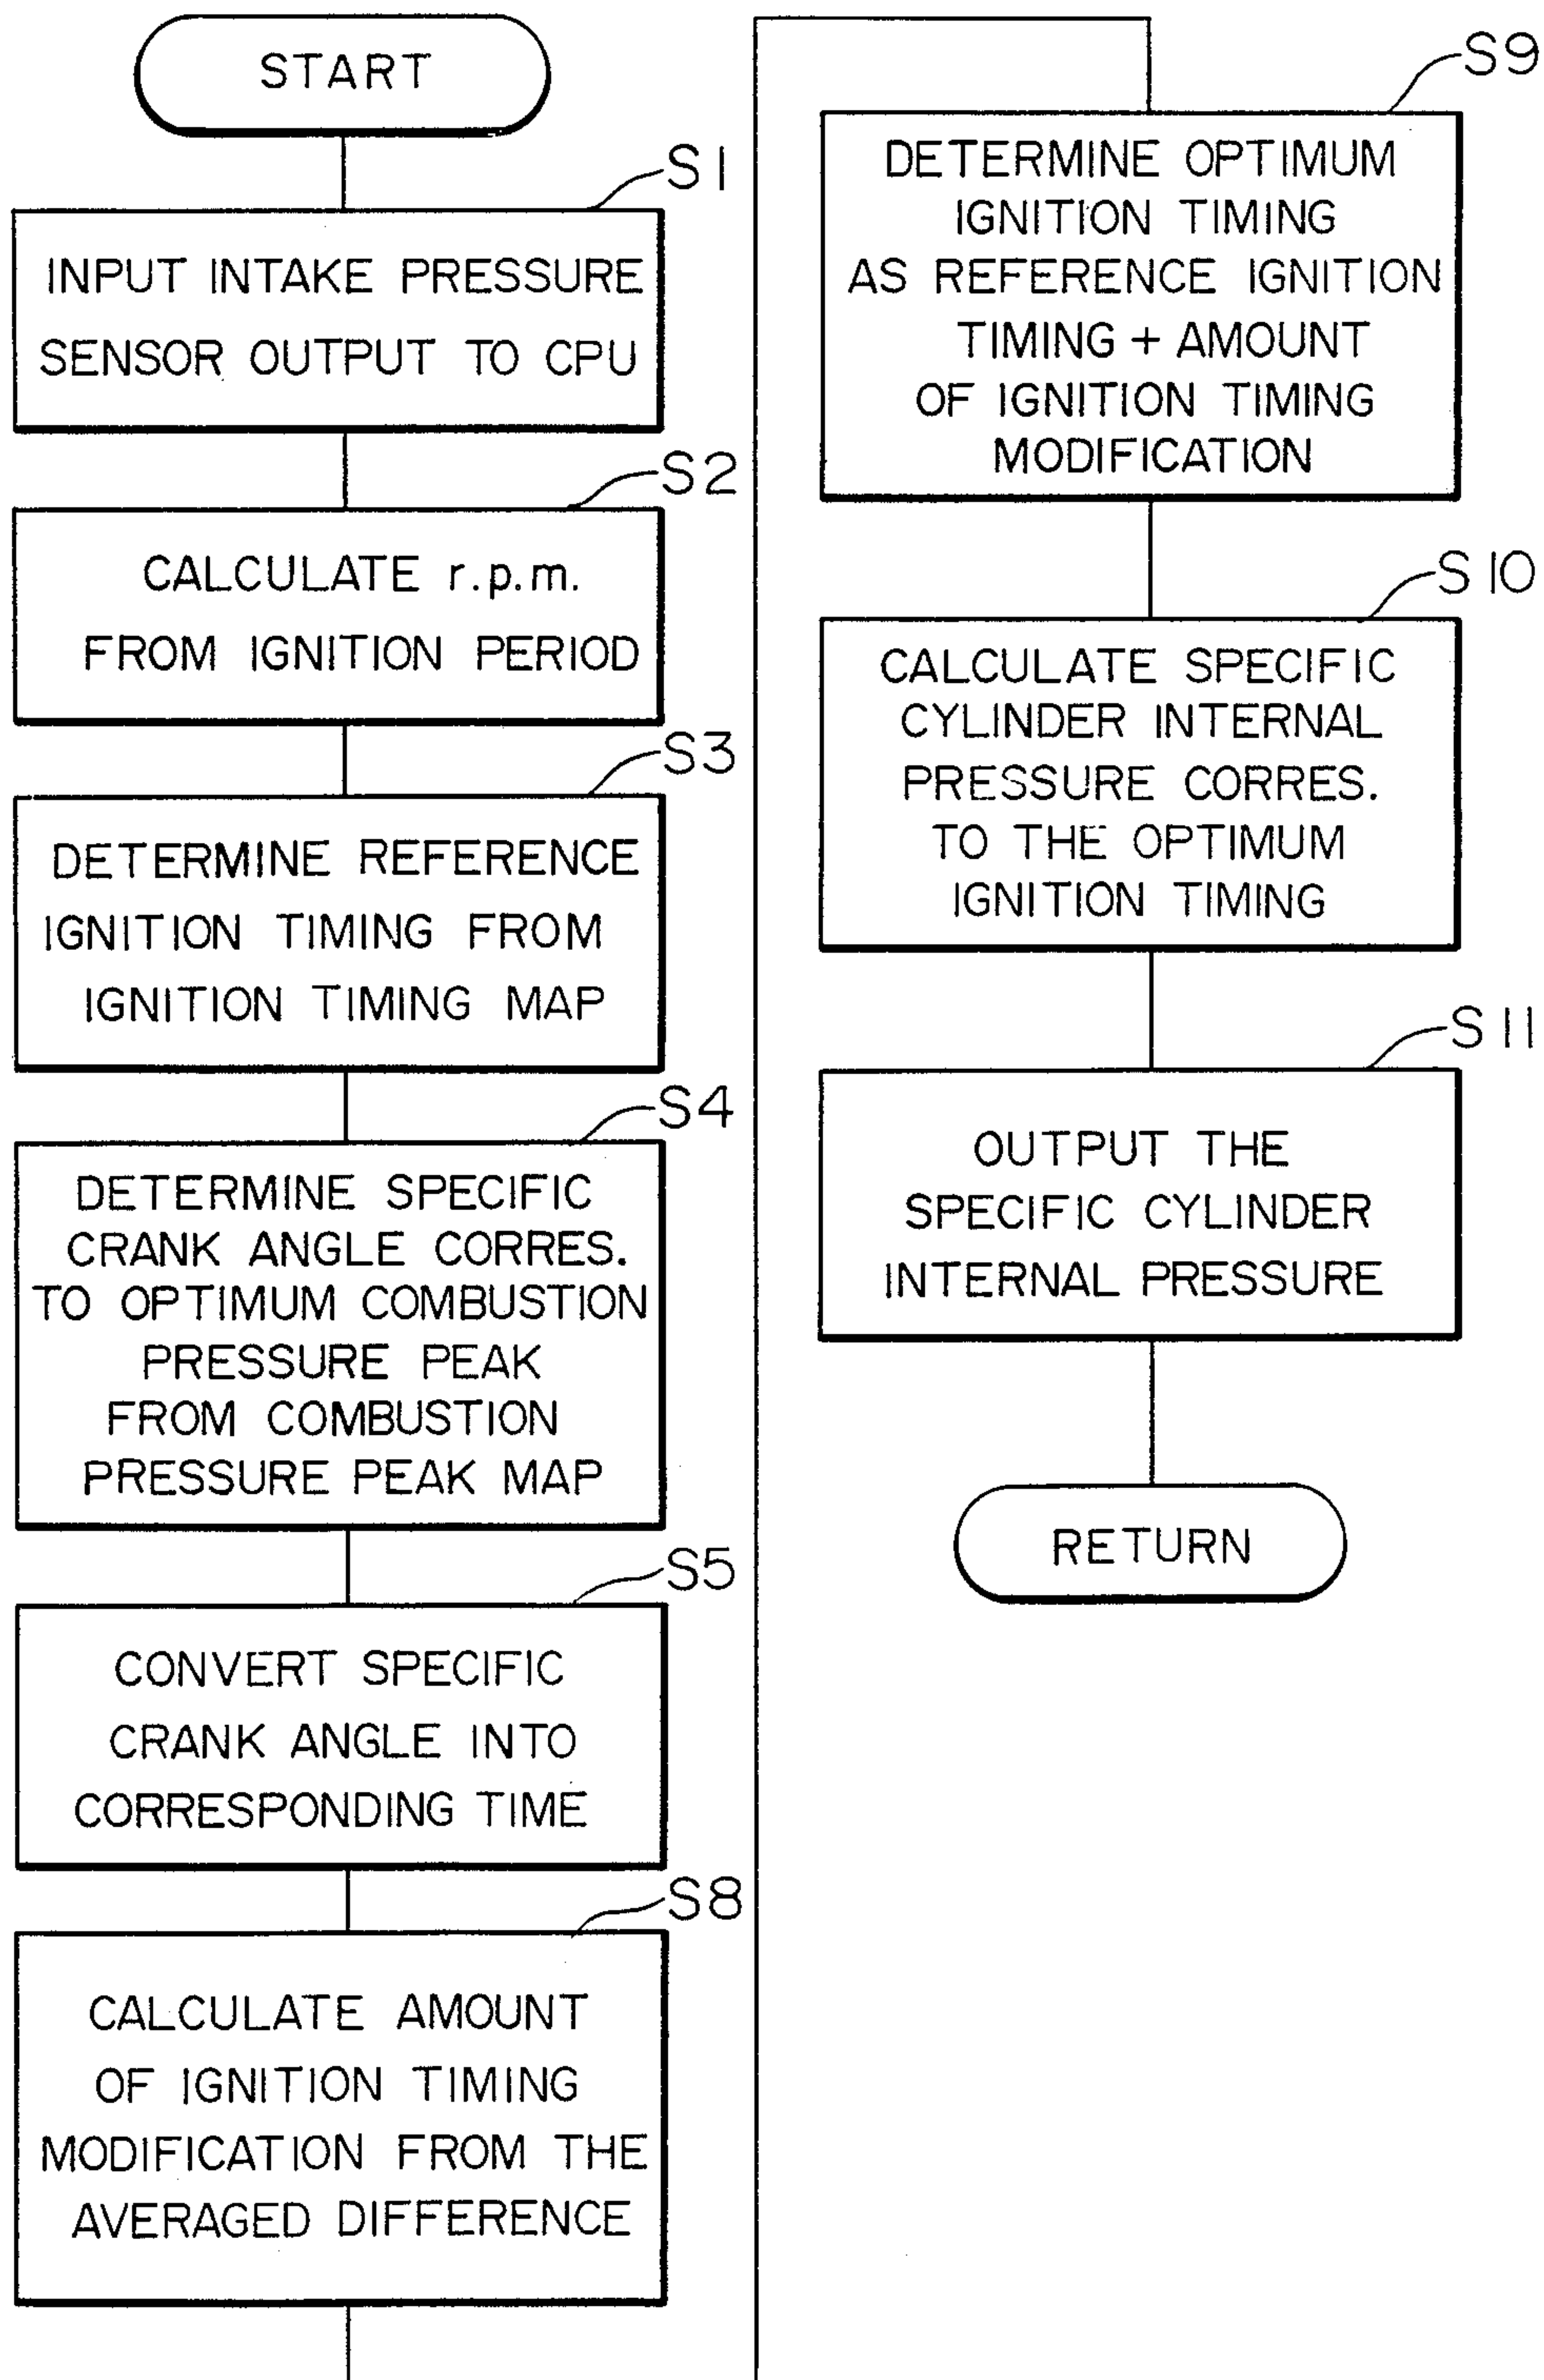 START
S1
INPUT INTAKE PRESSURE
SENSOR OUTPUT TO CPU
S2
CALCULATE r.p.m.
FROM IGNITION PERIOD
S3
DETERMINE REFERENCE
IGNITION TIMING FROM
IGNITION TIMING MAP
S4
DETERMINE SPECIFIC
CRANK ANGLE CORRES.
TO OPTIMUM COMBUSTION
PRESSURE PEAK
FROM COMBUSTION
PRESSURE PEAK MAP
S5
CONVERT SPECIFIC
CRANK ANGLE INTO
CORRESPONDING TIME
S8
CALCULATE AMOUNT
OF IGNITION TIMING
MODIFICATION FROM THE
AVERAGED DIFFERENCE
S9
DETERMINE OPTIMUM
IGNITION TIMING
AS REFERENCE IGNITION
TIMING + AMOUNT
OF IGNITION TIMING
MODIFICATION
S10
CALCULATE SPECIFIC
CYLINDER INTERNAL
PRESSURE CORRES.
TO THE OPTIMUM
IGNITION TIMING
S11
OUTPUT THE
SPECIFIC CYLINDER
INTERNAL PRESSURE
RETURN